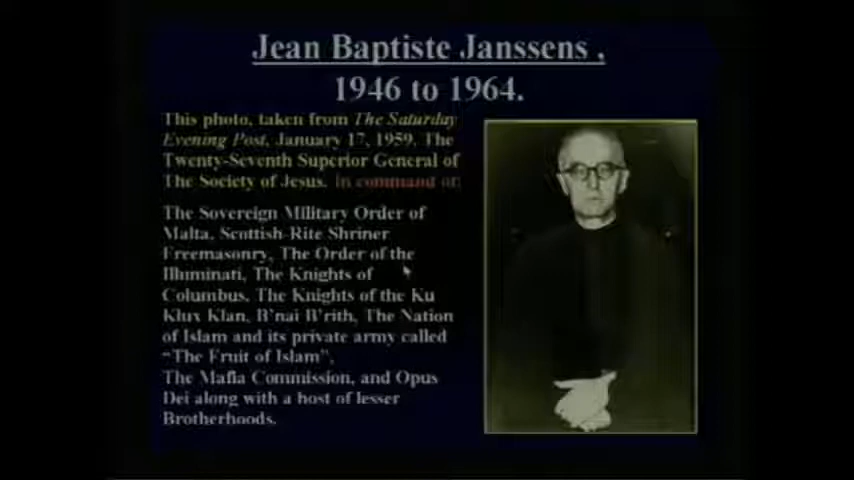 Jean Baptiste Janssens .
1946 to 1964.
This photo, taken from The Saturday
Evening Post, January 17, 1959. The
Twenty-Seventh Superior General of
The Society of Jesus. In command of:
The Sovereign Military Order of
Malta, Scottish-Rite Shriner
Freemasonry, The Order of the
Illuminati, The Knights of
Columbus, The Knights of the Ku
Klux Klan, B'nai B'rith, The Nation
of Islam and its private army called
“The Fruit of Islam”,
The Mafia Commission, and Opus
Dei along with a host of lesser
Brotherhoods.